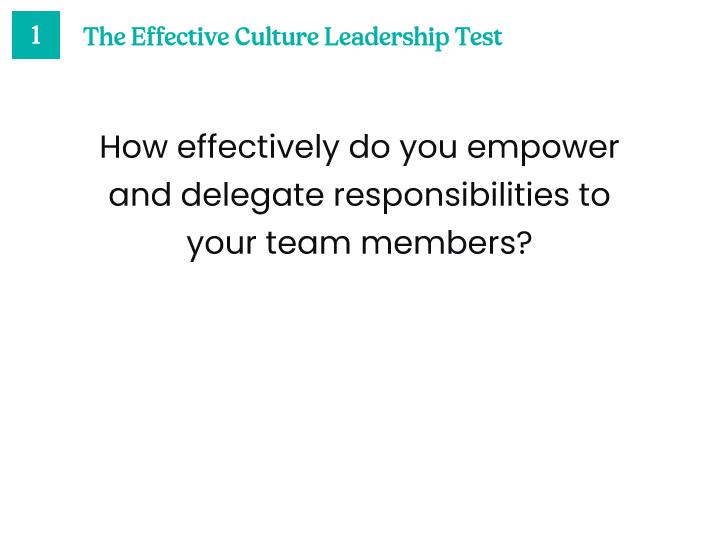 1
The Effective Culture Leadership Test
How effectively do you empower
and delegate responsibilities to
your team members?